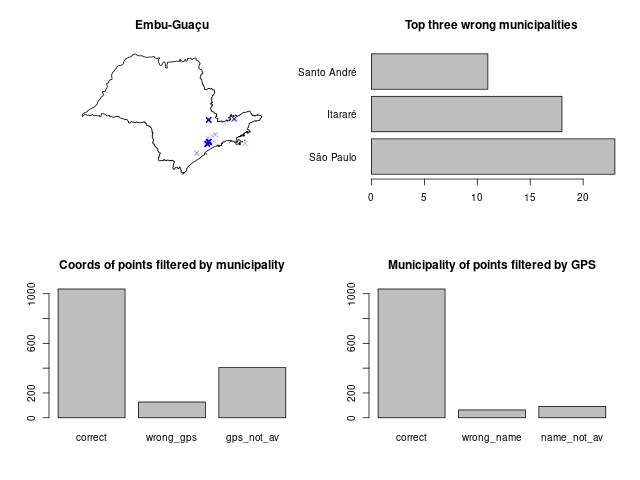 Embu-Guaçu
Top three wrong municipalities
Santo André
Itararé
São Paulo
0 5 10 15 20
Coords of points filtered by municipality
0 200 600 1000
correct wrong_gps gps_not_av
Municipality of points filtered by GPS
0 200 600 1000
correct wrong_name name_not_av